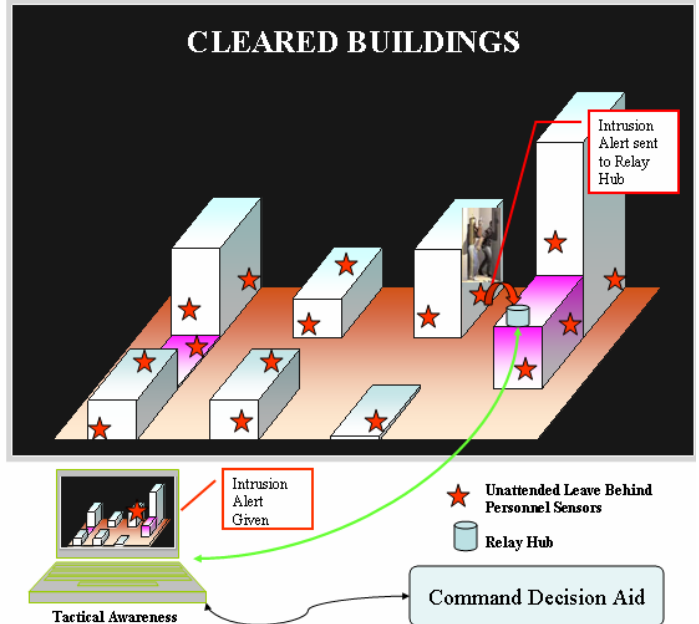 CLEARED BUILDINGS
Intrusion
Alert sent
to Relay
Hub
Intrusion
Alert
Given
Unattended Leave Behind
Personnel Sensors
Relay Hub
Command Decision Aid
Tactical Awareness